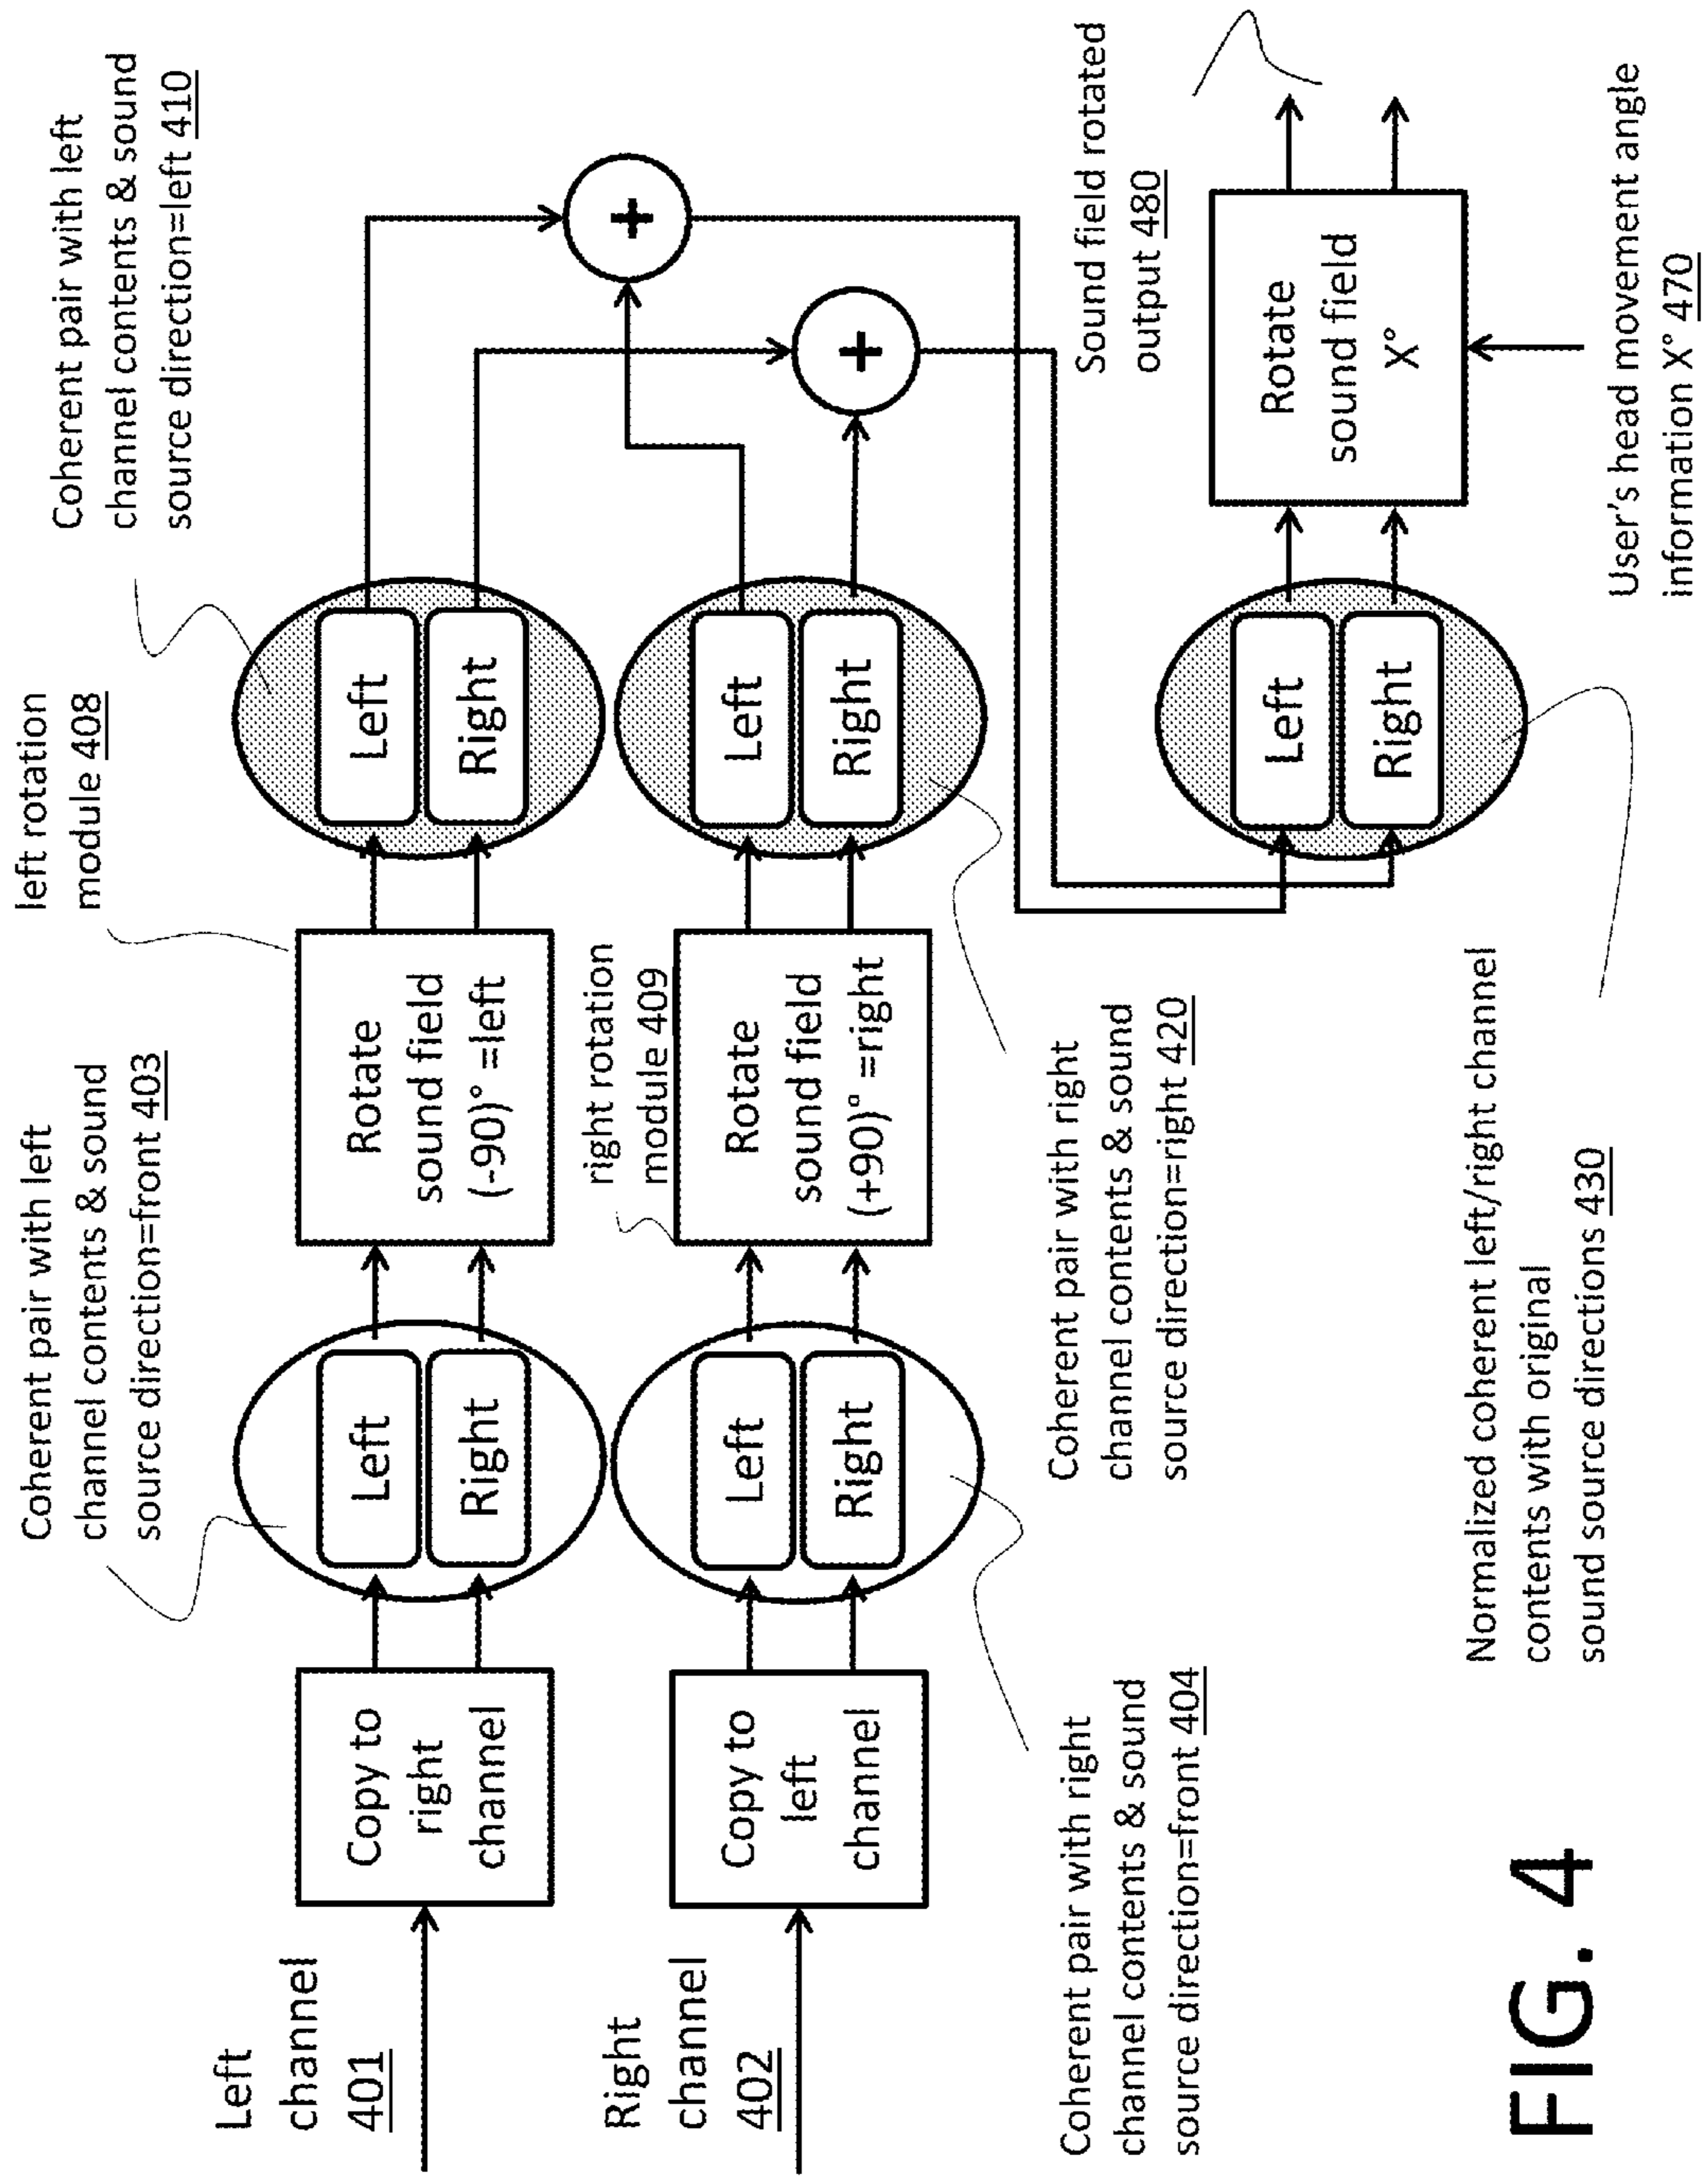 Coherent pair with left
channel contents & sound
source direction=front 403
left rotation
module 408
Coherent pair with left
channel contents & sound
source direction=left 410
Left
channel
401
Copy to
right
channel
Left
Right
Rotate
sound field
(-90)° =left
Left
Right
+
right rotation
module 409
Right
channel
402
Copy to
left
channel
Left
Right
Rotate
sound field
(+90)° =right
Left
Right
+
Coherent pair with right
channel contents & sound
source direction=front 404
Coherent pair with right
channel contents & sound
source direction=right 420
Sound field rotated
output 480
Left
Right
Rotate
sound field
X°
Normalized coherent left/right channel
contents with original
sound source directions 430
User's head movement angle
information X° 470
FIG. 4